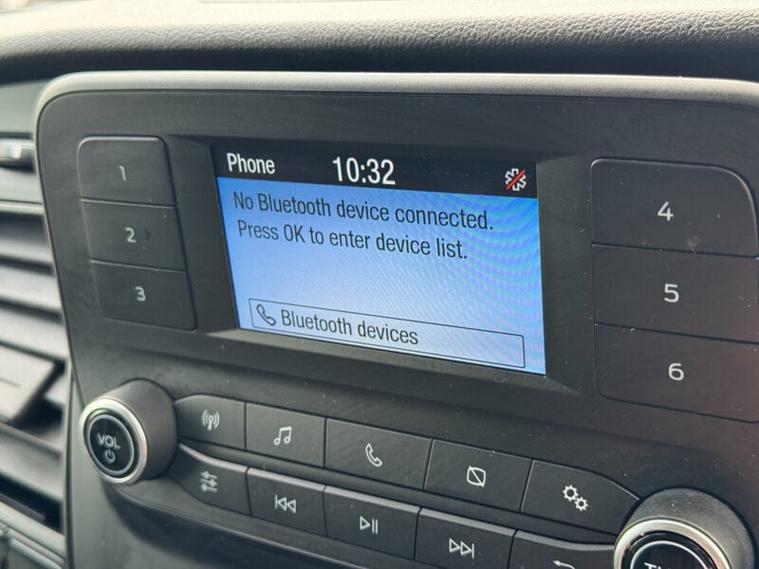 Phone 10:32
No Bluetooth device connected.
Press OK to enter device list.
Bluetooth devices
1
2
3
4
5
6
VOL